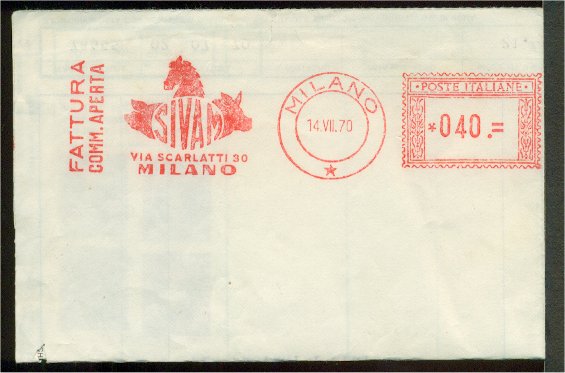 FATTURA
COMM. APERTA
SIVAM
VIA SCARLATTI 30
MILANO
MILANO
14.VII.70
POSTE ITALIANE
*040.=